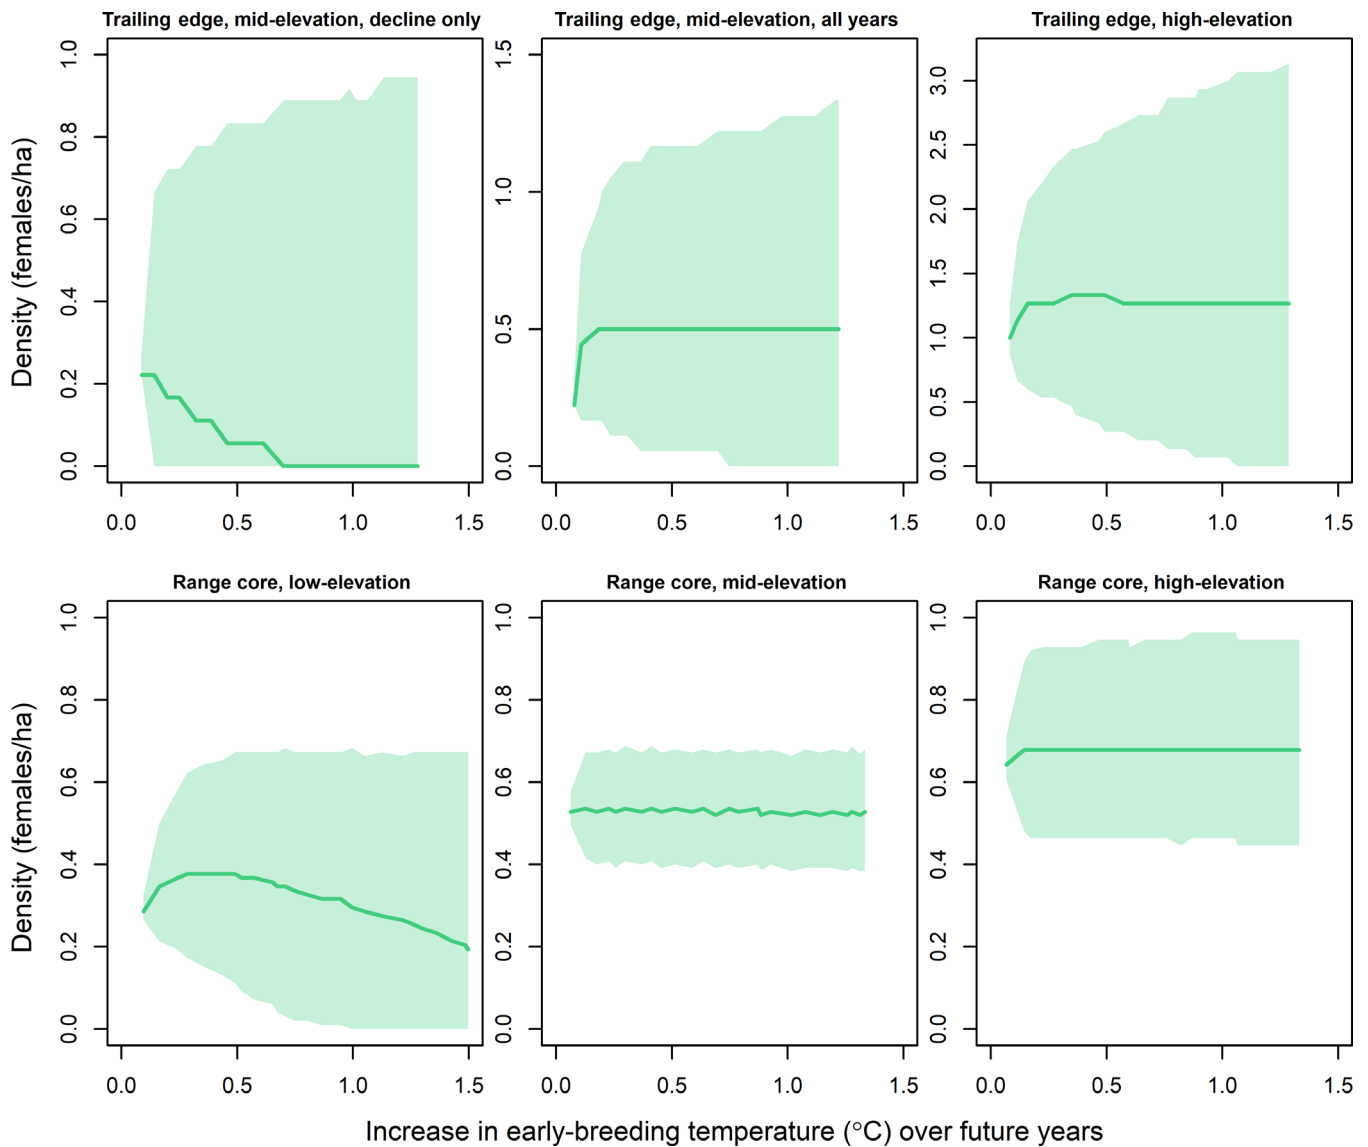 Trailing edge, mid-elevation, decline only
Trailing edge, mid-elevation, all years
Trailing edge, high-elevation
Density (females/ha)
0.0 0.2 0.4 0.6 0.8 1.0
0.0 0.5 1.0 1.5
0.0 0.5 1.0 1.5
0.0 0.5 1.0 1.5
0.0 0.5 1.0 1.5 2.0 2.5 3.0
0.0 0.5 1.0 1.5
Range core, low-elevation
Range core, mid-elevation
Range core, high-elevation
Density (females/ha)
0.0 0.2 0.4 0.6 0.8 1.0
0.0 0.5 1.0 1.5
0.0 0.2 0.4 0.6 0.8 1.0
0.0 0.5 1.0 1.5
0.0 0.2 0.4 0.6 0.8 1.0
0.0 0.5 1.0 1.5
Increase in early-breeding temperature (°C) over future years